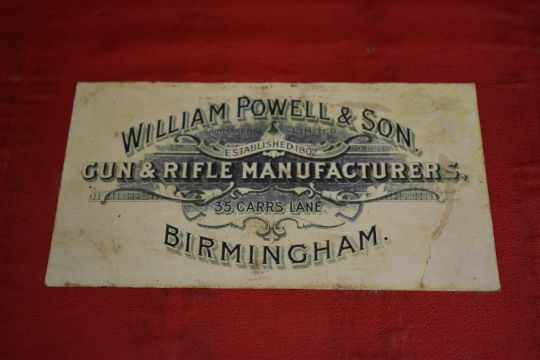 WILLIAM POWELL & SON.
GUNMAKERS LIMITED
ESTABLISHED 1802
GUN & RIFLE MANUFACTURERS.,
35 CARRS LANE.
BIRMINGHAM.